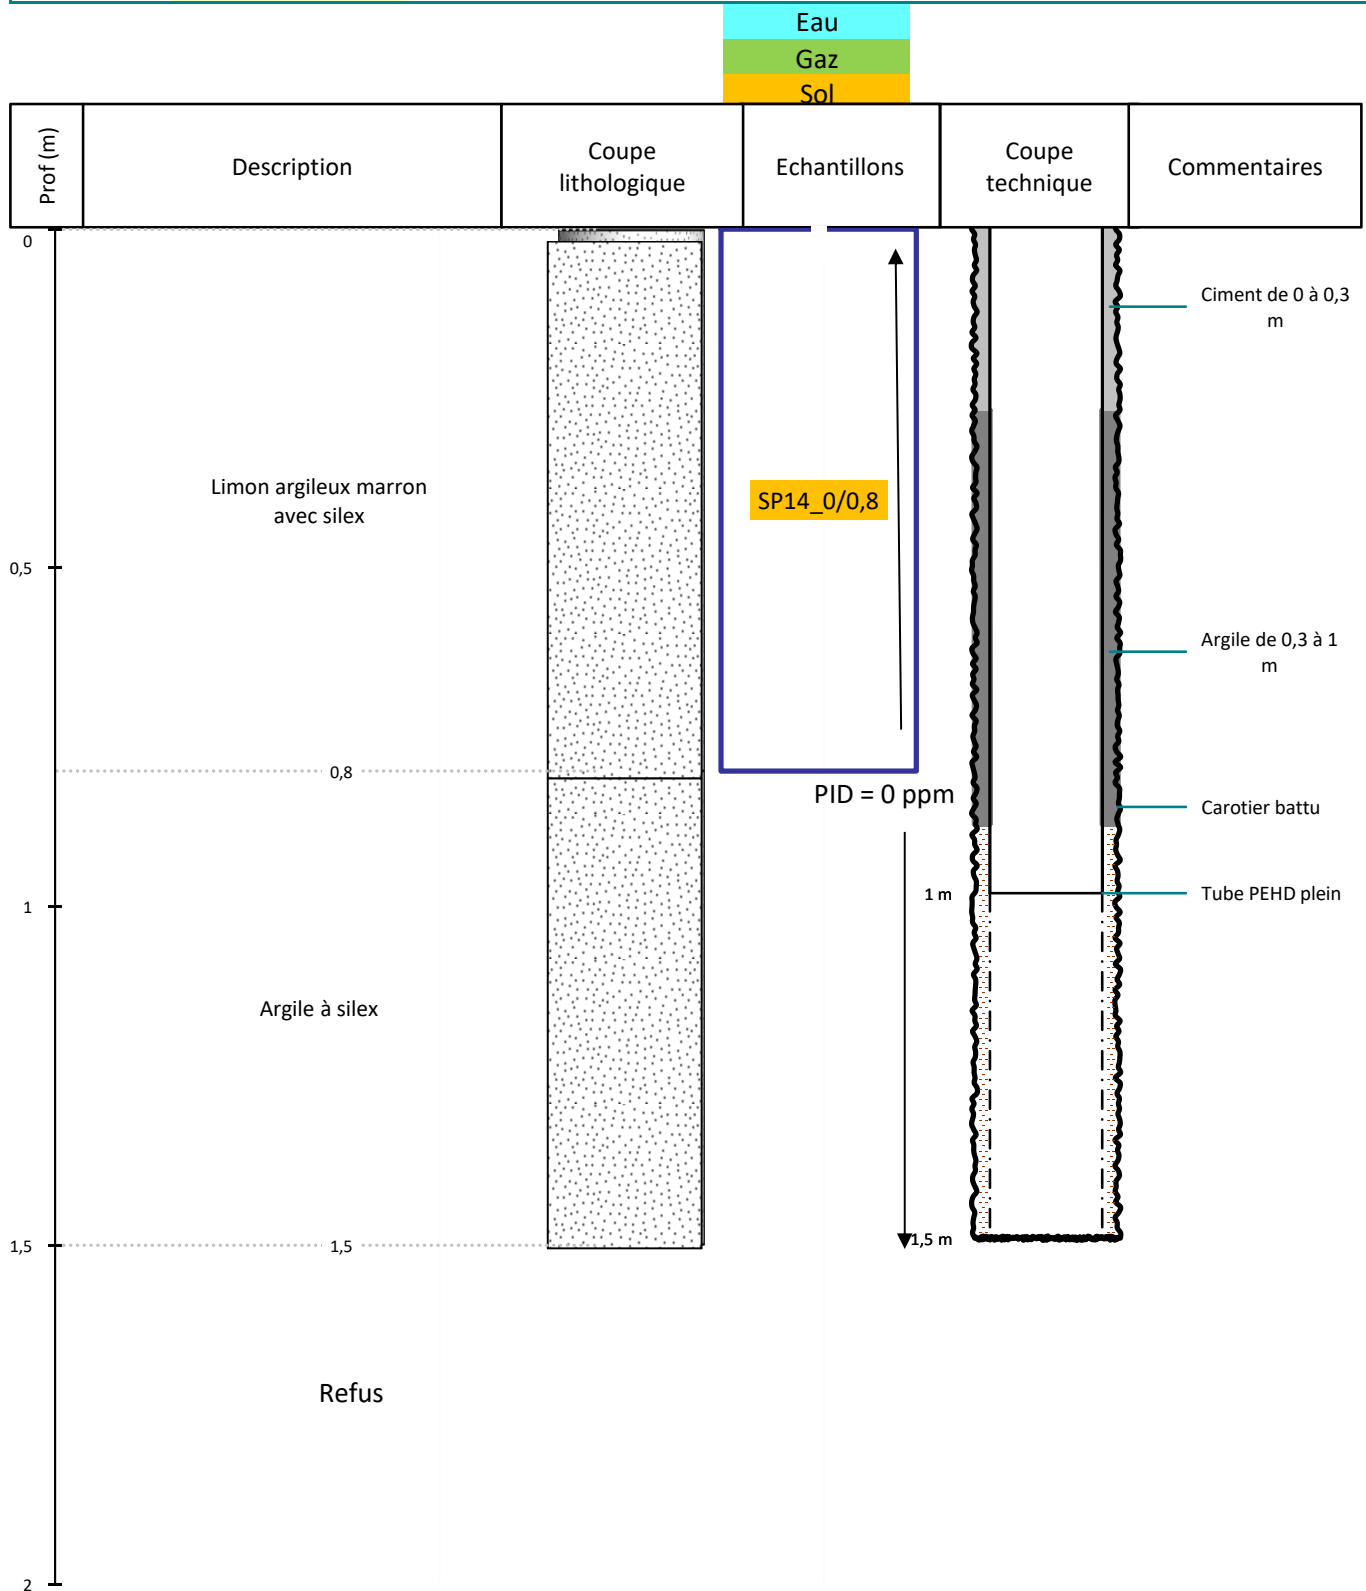 Eau
Gaz
Sol
Prof (m)
Description
Coupe
lithologique
Echantillons
Coupe
technique
Commentaires
0
Ciment de 0 à 0,3
m
Limon argileux marron
avec silex
SP14_0/0,8
0,5
Argile de 0,3 à 1
m
0,8
PID = 0 ppm
Carotier battu
1
1 m
Tube PEHD plein
Argile à silex
1,5
1,5
1,5 m
Refus
2